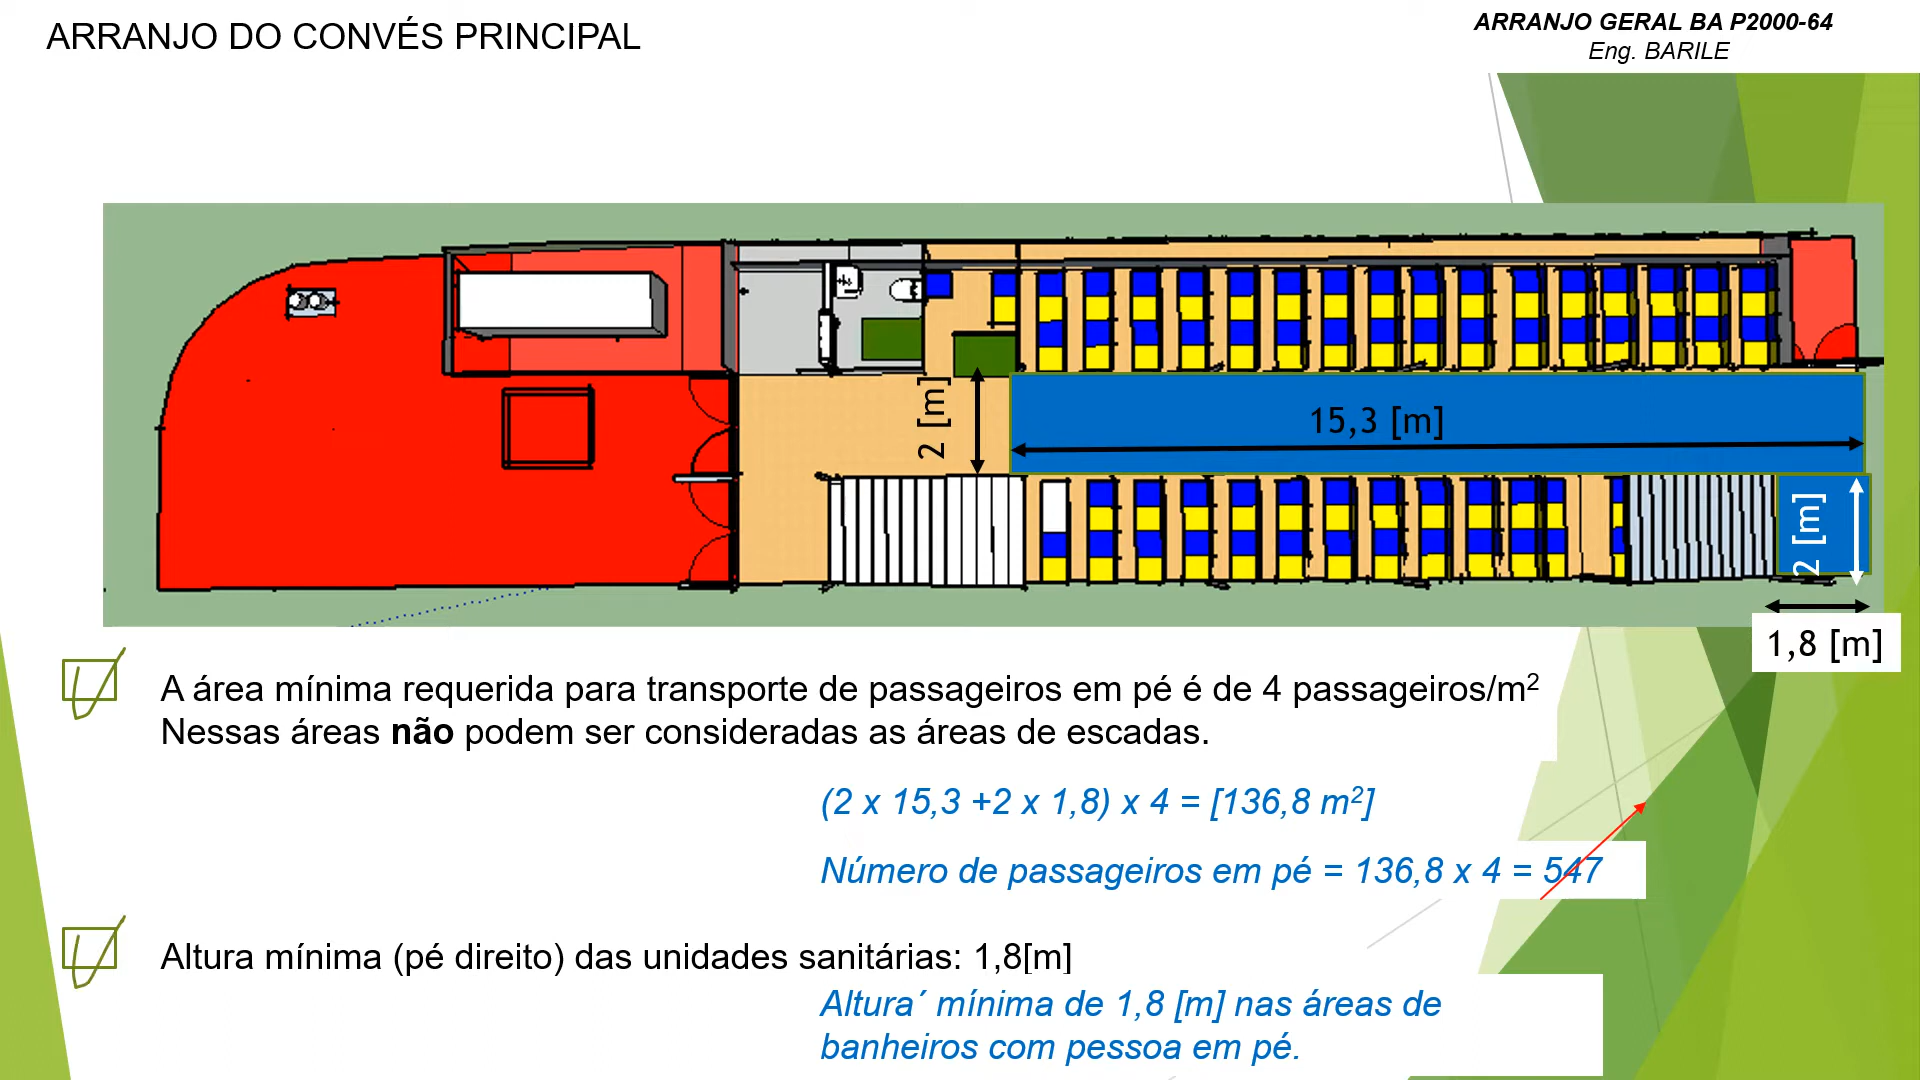 ARRANJO DO CONVÉS PRINCIPAL
ARRANJO GERAL BA P2000-64
Eng. BARILE
2 [m]
15,3 [m]
2 [m]
1,8 [m]
A área mínima requerida para transporte de passageiros em pé é de 4 passageiros/m²
Nessas áreas não podem ser consideradas as áreas de escadas.
(2 x 15,3 +2 x 1,8) x 4 = [136,8 m²]
Número de passageiros em pé = 136,8 x 4 = 547
Altura mínima (pé direito) das unidades sanitárias: 1,8[m]
Altura´ mínima de 1,8 [m] nas áreas de
banheiros com pessoa em pé.